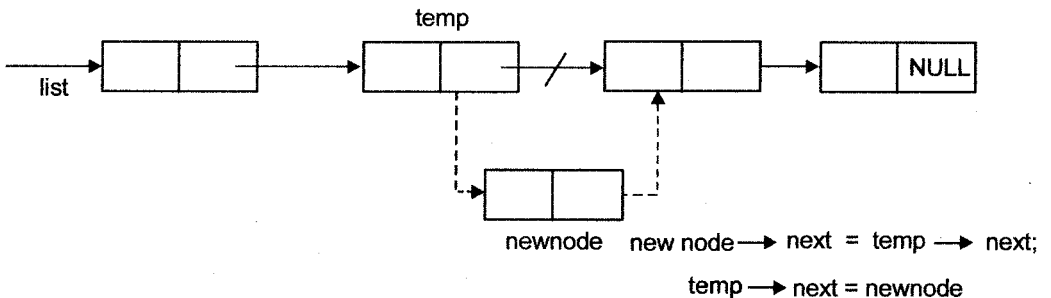 temp
list
NULL
newnode new node → next = temp → next;
temp → next = newnode